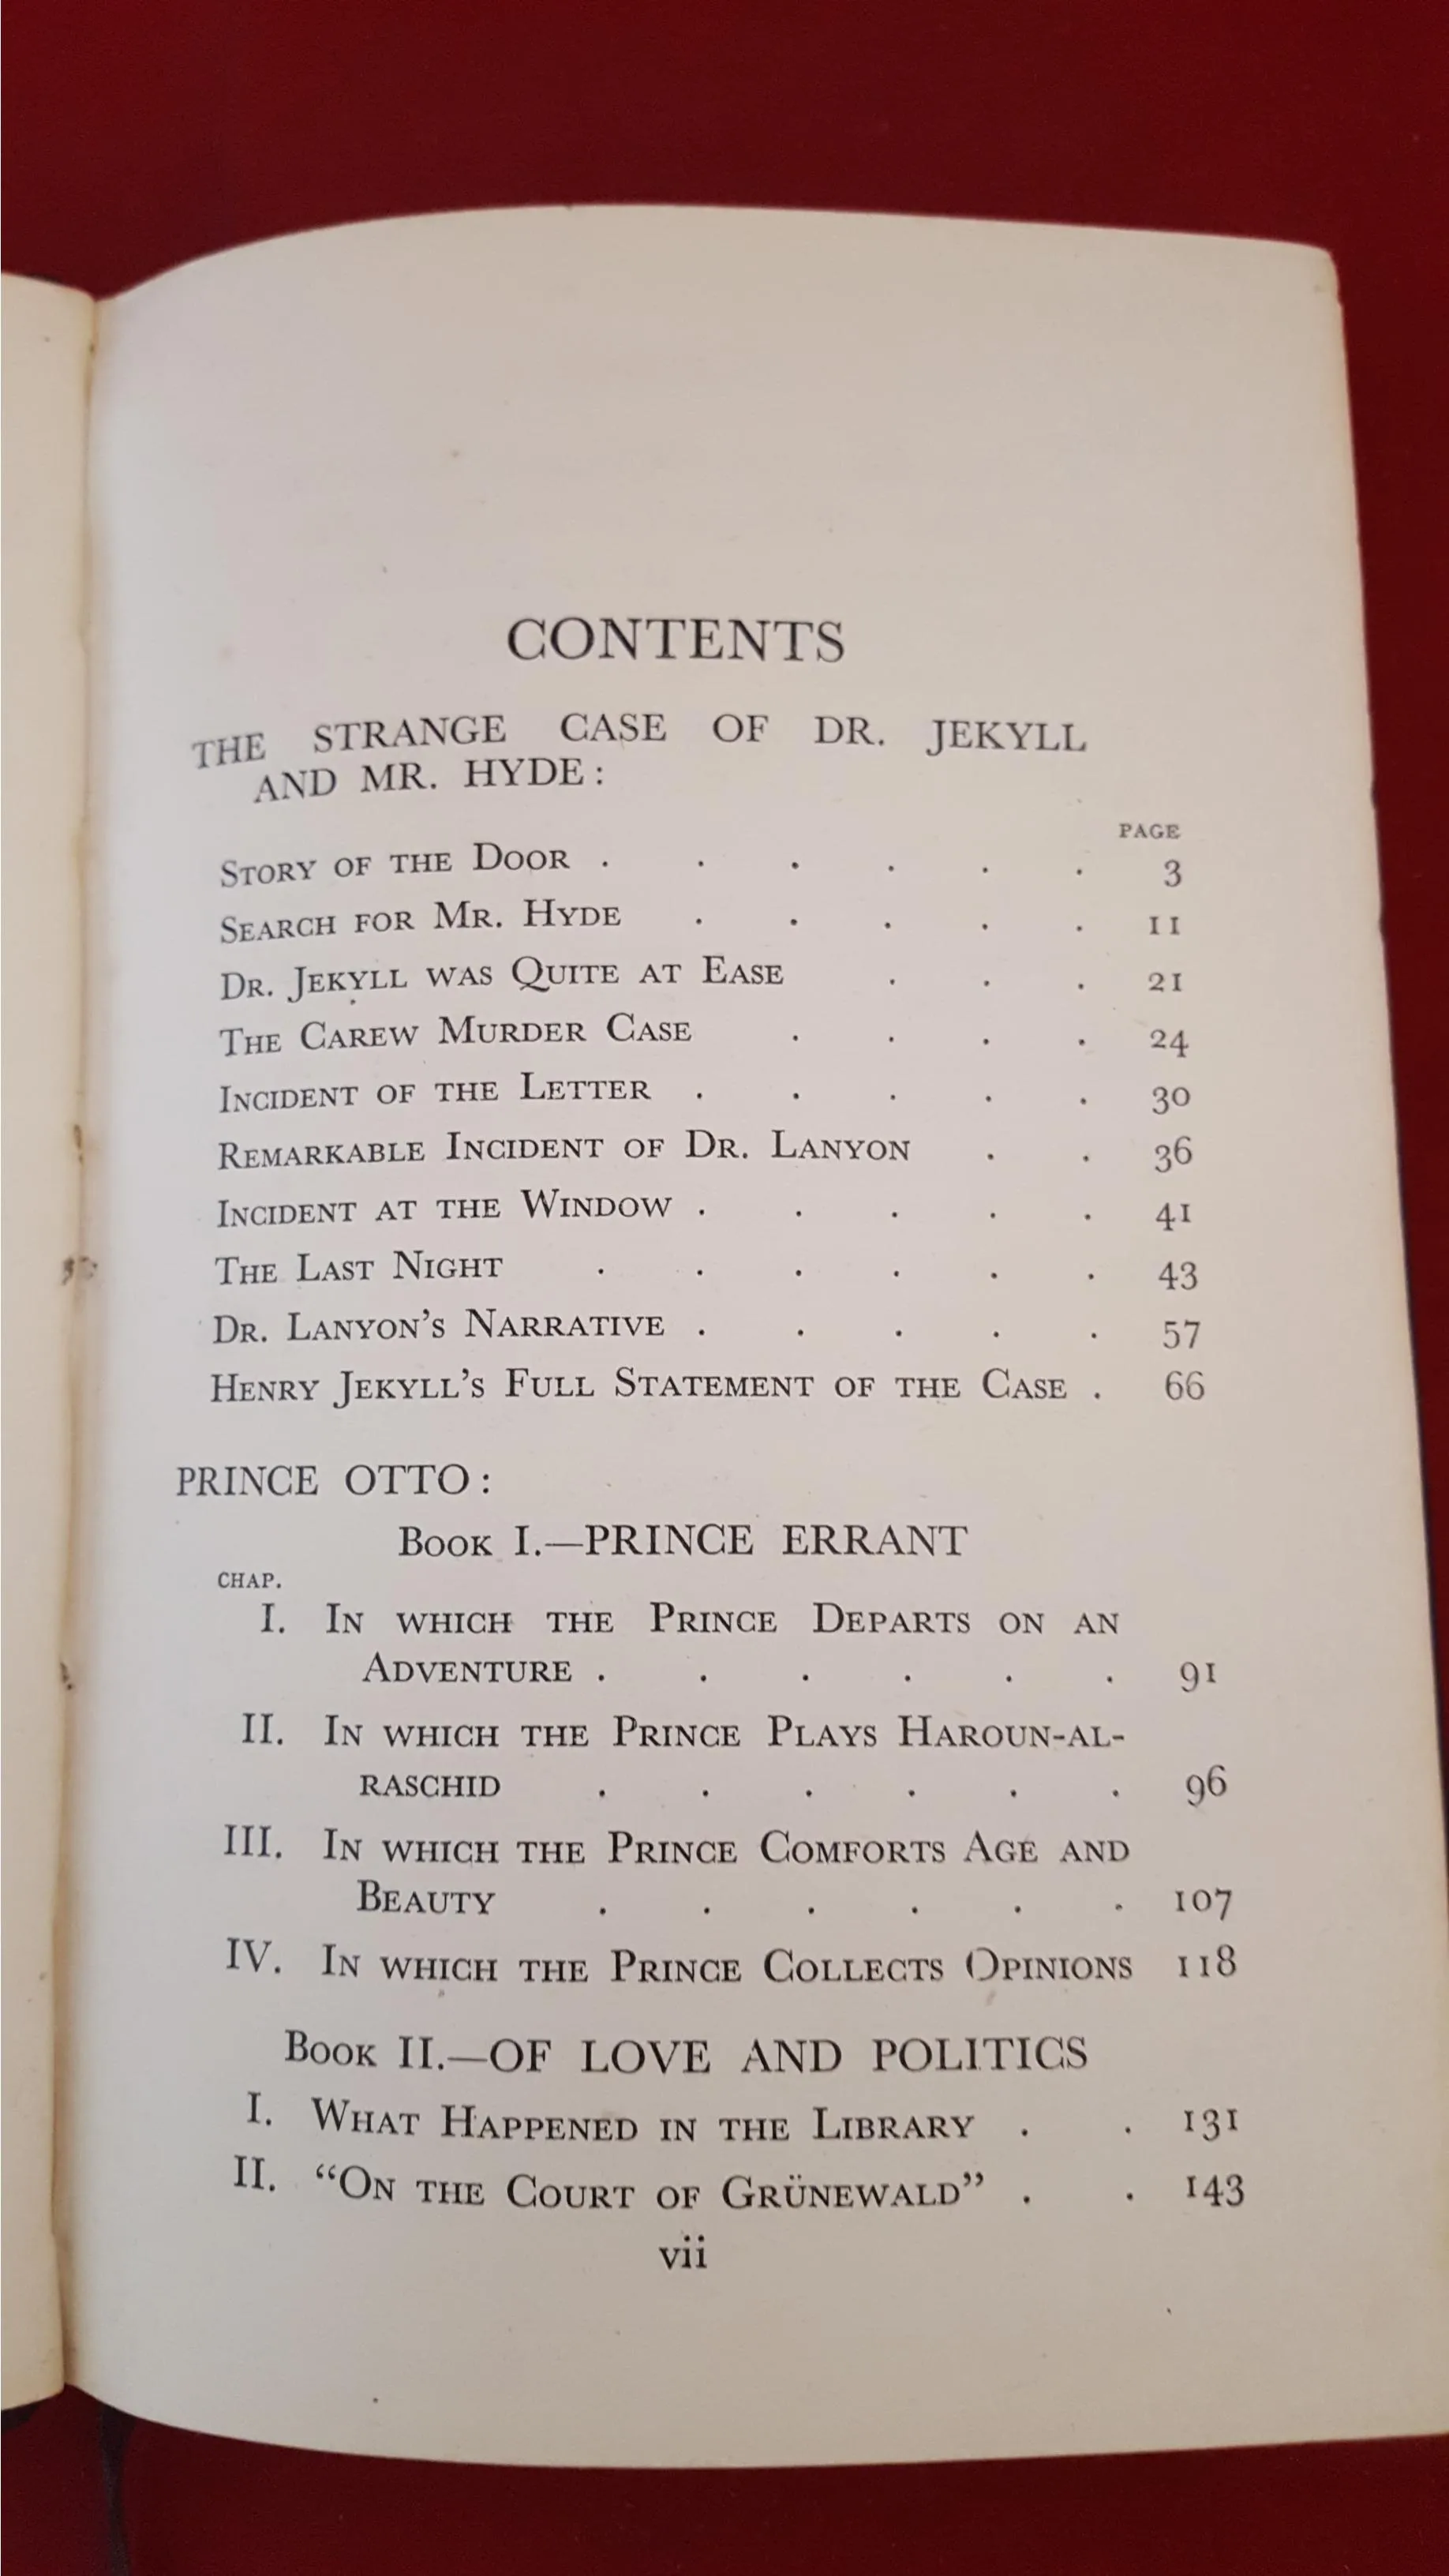 CONTENTS
THE STRANGE CASE OF DR. JEKYLL
AND MR. HYDE:
PAGE
STORY OF THE DOOR . . . . . . 3
SEARCH FOR MR. HYDE . . . . . 11
DR. JEKYLL WAS QUITE AT EASE . . . 21
THE CAREW MURDER CASE . . . . 24
INCIDENT OF THE LETTER . . . . . 30
REMARKABLE INCIDENT OF DR. LANYON . . 36
INCIDENT AT THE WINDOW . . . . . 41
THE LAST NIGHT . . . . . . 43
DR. LANYON'S NARRATIVE . . . . . 57
HENRY JEKYLL'S FULL STATEMENT OF THE CASE . 66
PRINCE OTTO:
BOOK I.—PRINCE ERRANT
CHAP.
I. IN WHICH THE PRINCE DEPARTS ON AN
ADVENTURE . . . . . . 91
II. IN WHICH THE PRINCE PLAYS HAROUN-AL-
RASCHID . . . . . . 96
III. IN WHICH THE PRINCE COMFORTS AGE AND
BEAUTY . . . . . . 107
IV. IN WHICH THE PRINCE COLLECTS OPINIONS 118
BOOK II.—OF LOVE AND POLITICS
I. WHAT HAPPENED IN THE LIBRARY . . 131
II. "ON THE COURT OF GRÜNEWALD" . . 143
vii